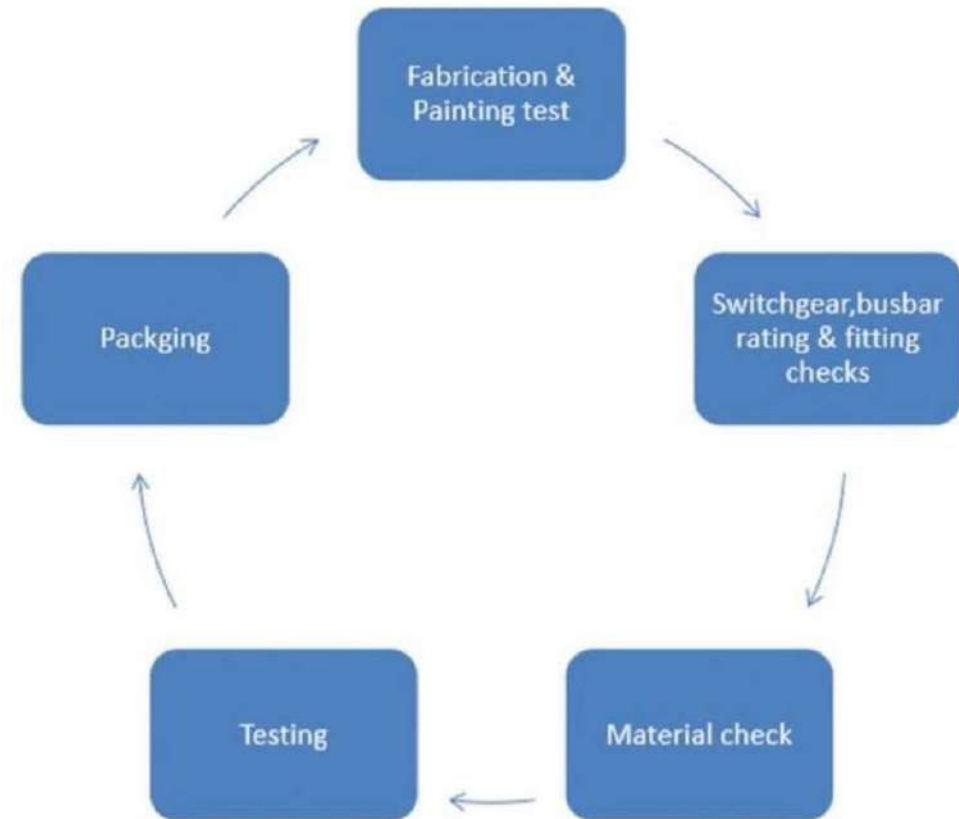 Fabrication &
Painting test
Switchgear,busbar
rating & fitting
checks
Material check
Testing
Packging